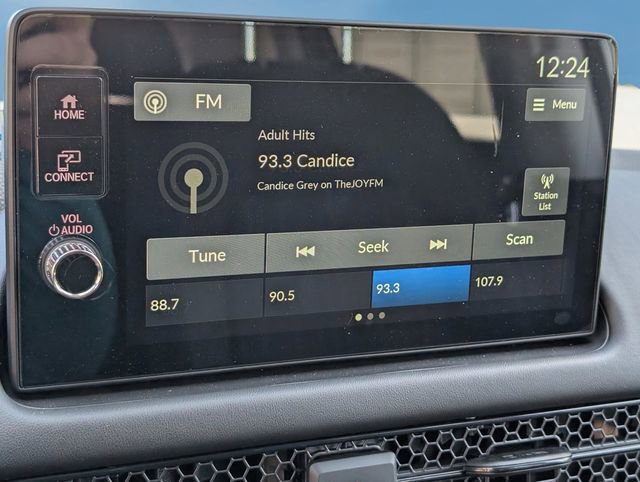 12:24
FM
Menu
HOME
CONNECT
VOL
AUDIO
Adult Hits
93.3 Candice
Candice Grey on TheJOYFM
Station
List
Tune
Seek
Scan
88.7
90.5
93.3
107.9